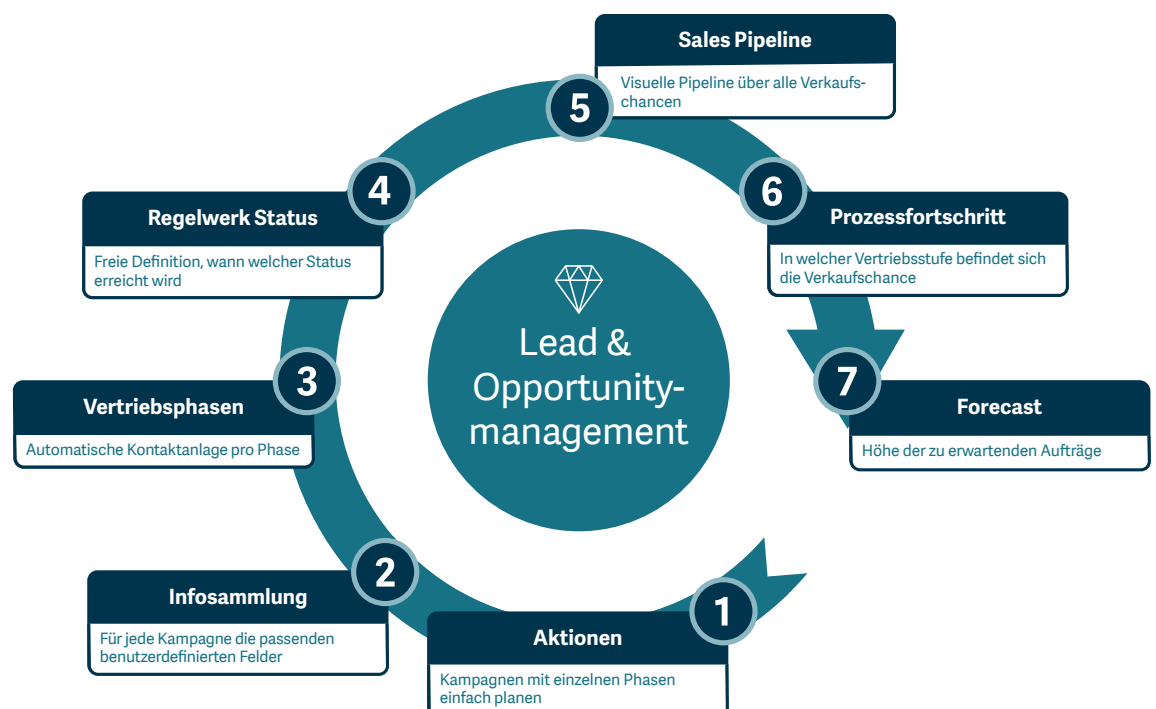 Lead &
Opportunity-
management
1
Aktionen
Kampagnen mit einzelnen Phasen
einfach planen
2
Infosammlung
Für jede Kampagne die passenden
benutzerdefinierten Felder
3
Vertriebsphasen
Automatische Kontaktanlage pro Phase
4
Regelwerk Status
Freie Definition, wann welcher Status
erreicht wird
5
Sales Pipeline
Visuelle Pipeline über alle Verkaufs-
chancen
6
Prozessfortschritt
In welcher Vertriebsstufe befindet sich
die Verkaufschance
7
Forecast
Höhe der zu erwartenden Aufträge